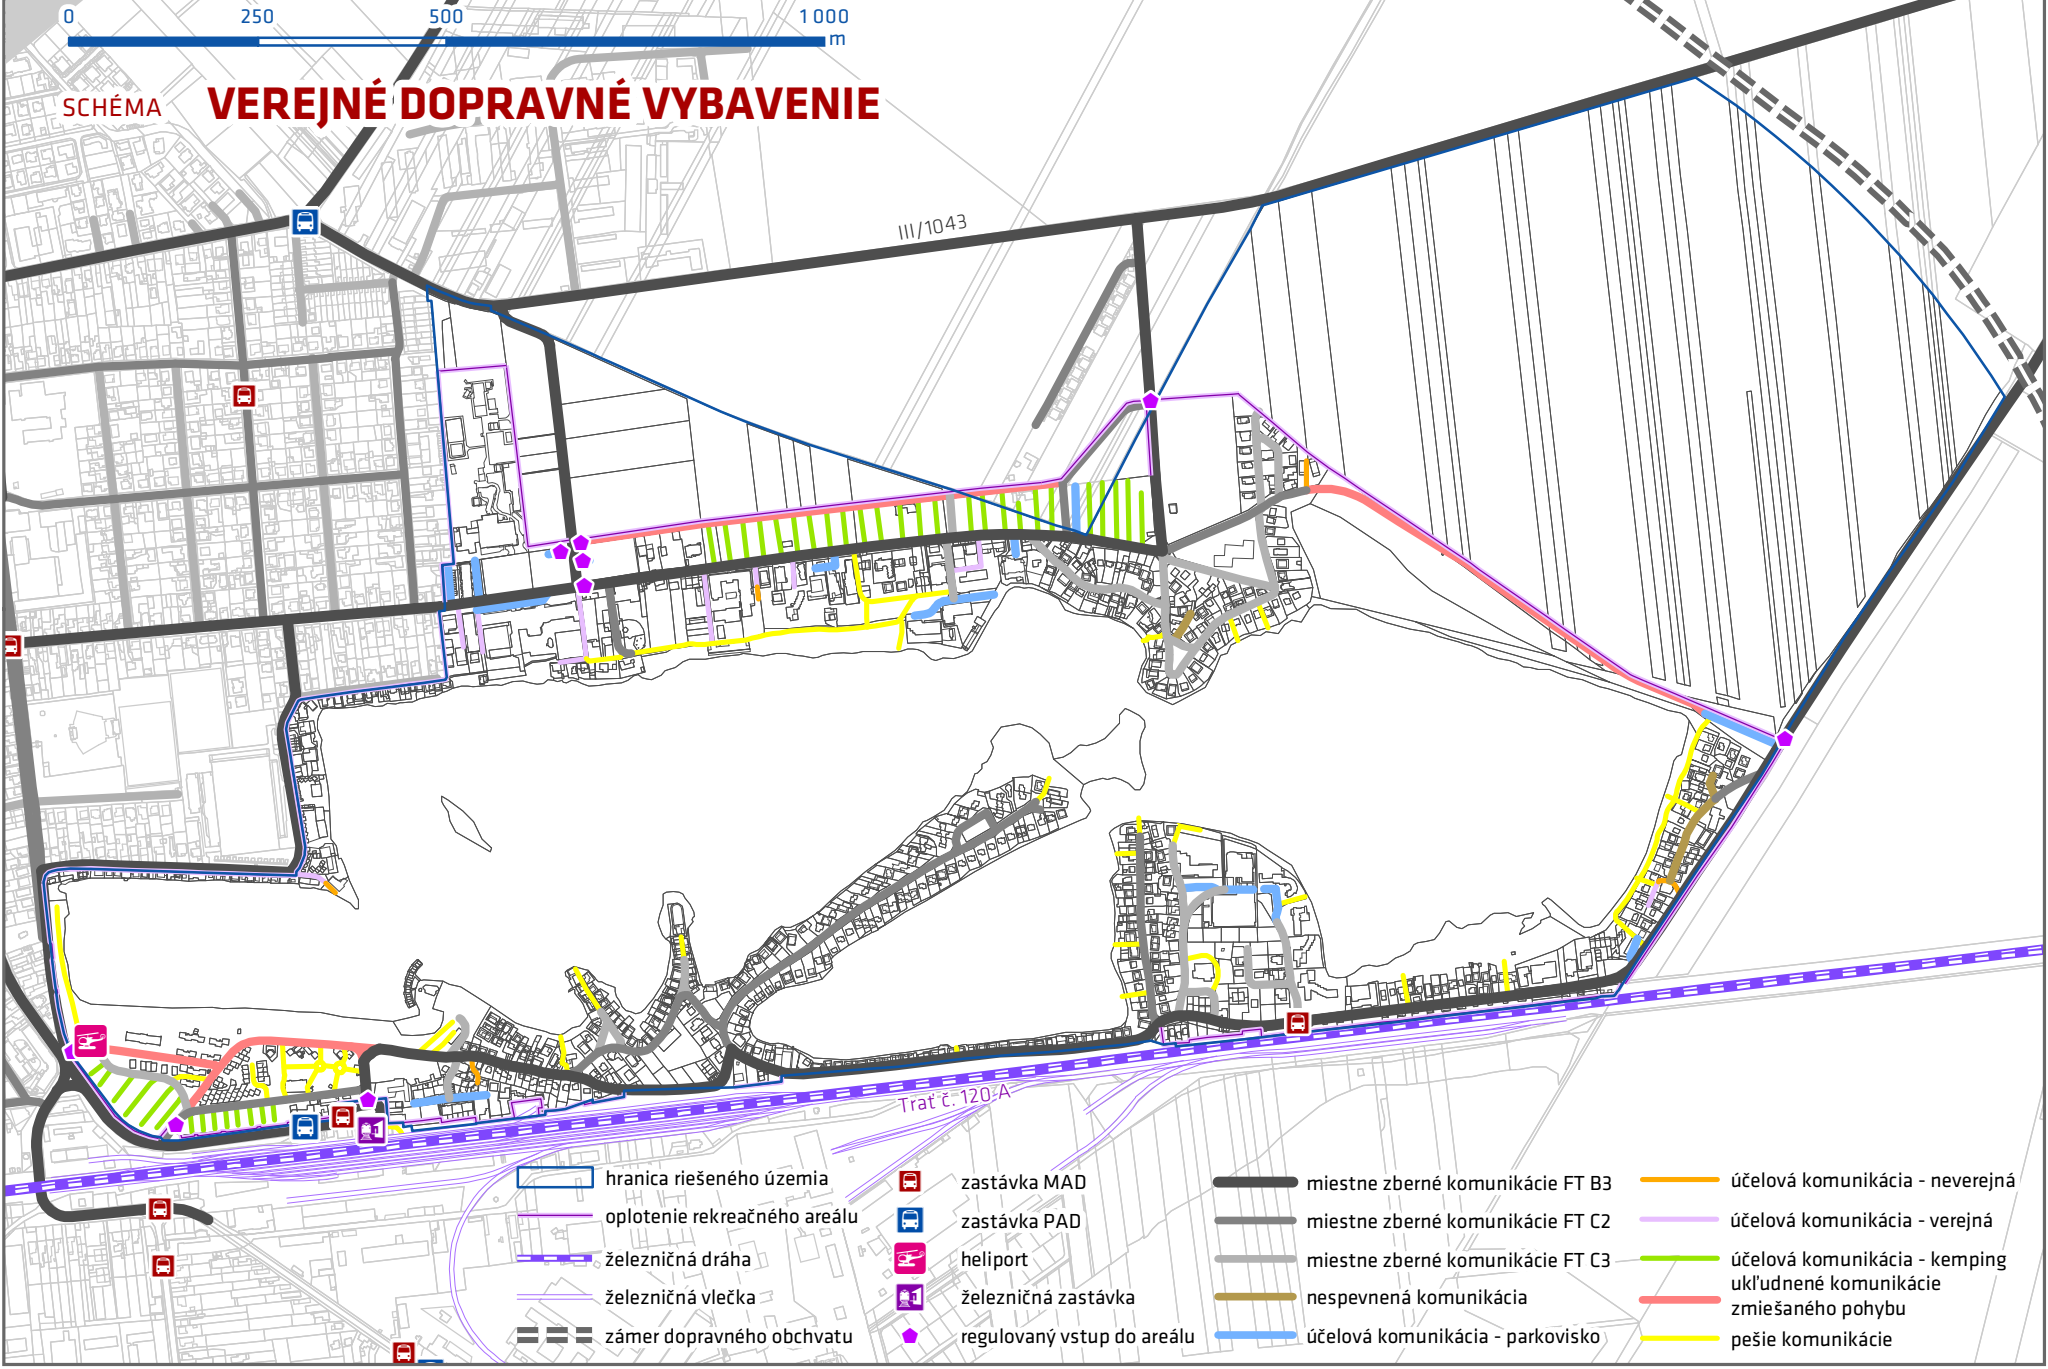 0 250 500 1 000
m
SCHÉMA VEREJNÉ DOPRAVNÉ VYBAVENIE
III/1043
Trať č. 120 A
hranica riešeného územia
oplotenie rekreačného areálu
železničná dráha
železničná vlečka
zámer dopravného obchvatu
zastávka MAD
zastávka PAD
heliport
železničná zastávka
regulovaný vstup do areálu
miestne zberné komunikácie FT B3
miestne zberné komunikácie FT C2
miestne zberné komunikácie FT C3
nespevnená komunikácia
účelová komunikácia - parkovisko
účelová komunikácia - neverejná
účelová komunikácia - verejná
účelová komunikácia - kemping
ukľudnené komunikácie
zmiešaného pohybu
pešie komunikácie